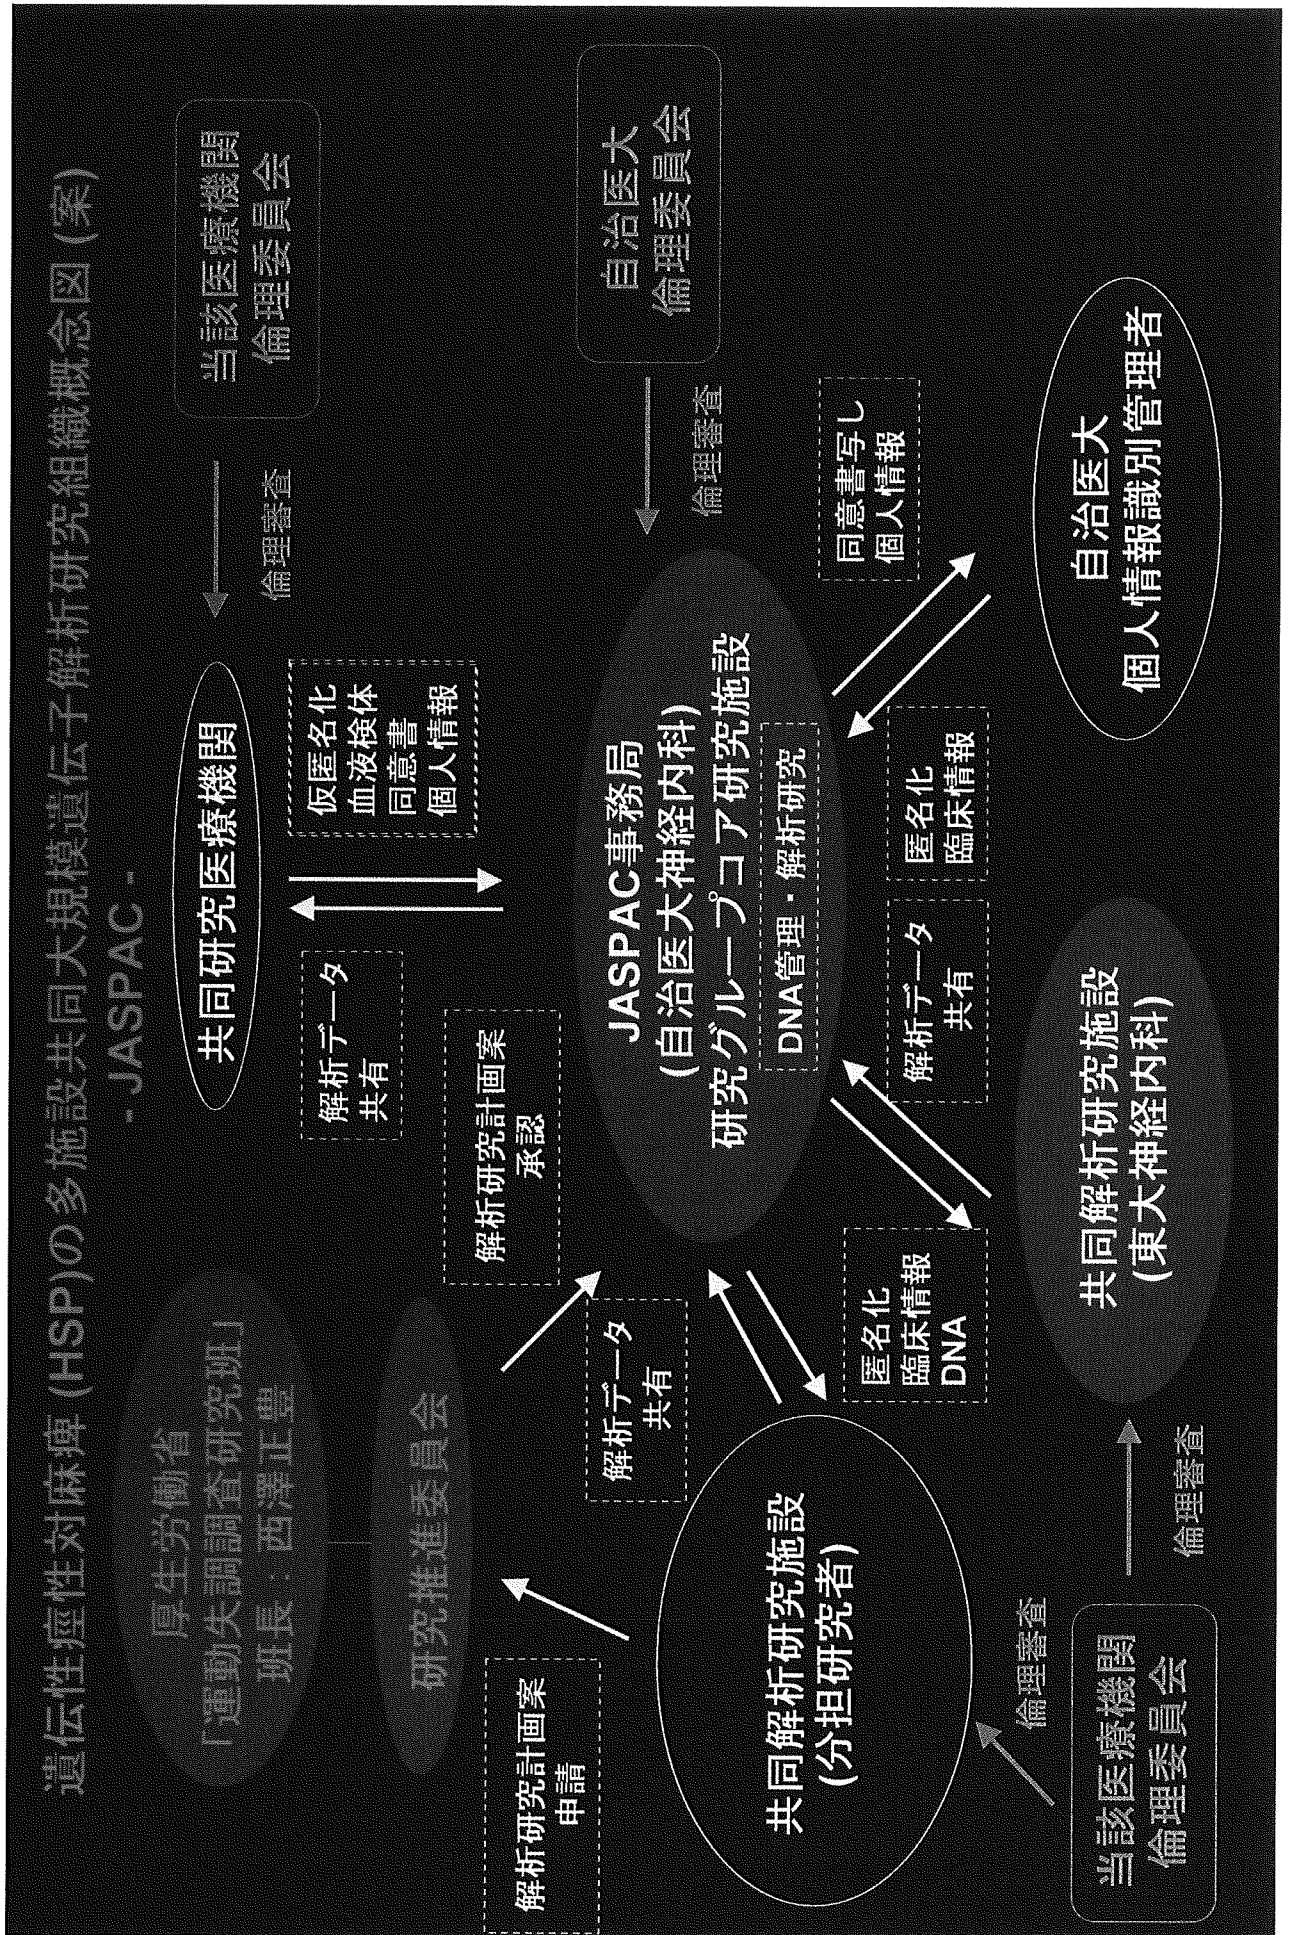 遺伝性痙性対麻痺 (HSP)の多施設共同大規模遺伝子解析研究組織概念図 (案)
- JASPAC -
厚生労働省
「運動失調調査研究班」
班長：西澤正豊
研究推進委員会
共同研究医療機関
当該医療機関
倫理委員会
倫理審査
解析データ
共有
仮匿名化
血液検体
同意書
個人情報
解析研究計画案
申請
解析研究計画案
承認
解析データ
共有
JASPAC事務局
(自治医大神経内科)
研究グループコア研究施設
DNA管理・解析研究
自治医大
倫理委員会
倫理審査
共同解析研究施設
(分担研究者)
匿名化
臨床情報
DNA
解析データ
共有
匿名化
臨床情報
同意書写し
個人情報
当該医療機関
倫理委員会
倫理審査
倫理審査
共同解析研究施設
(東大神経内科)
自治医大
個人情報識別管理者